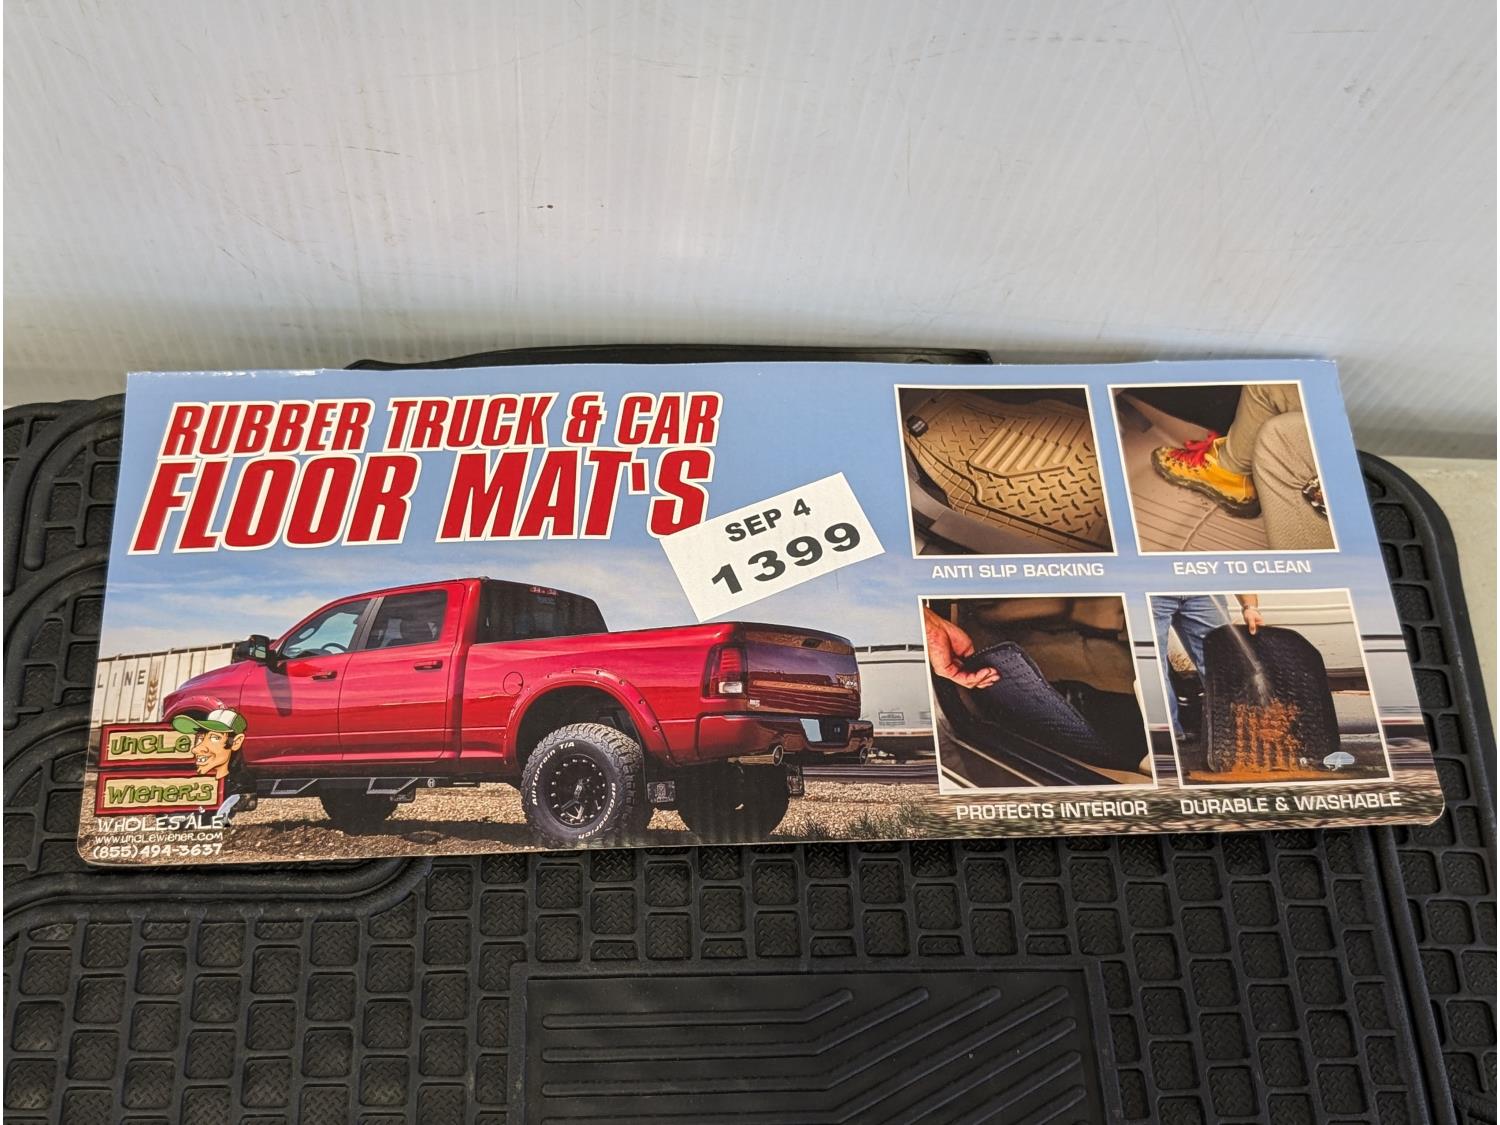 RUBBER TRUCK & CAR
FLOOR MAT'S
SEP 4
1399
ANTI SLIP BACKING
EASY TO CLEAN
PROTECTS INTERIOR
DURABLE & WASHABLE
LINE
UNCLE
WIENER'S
WHOLESALE
WWW.UNCLEWIENER.COM
(855)494-3637